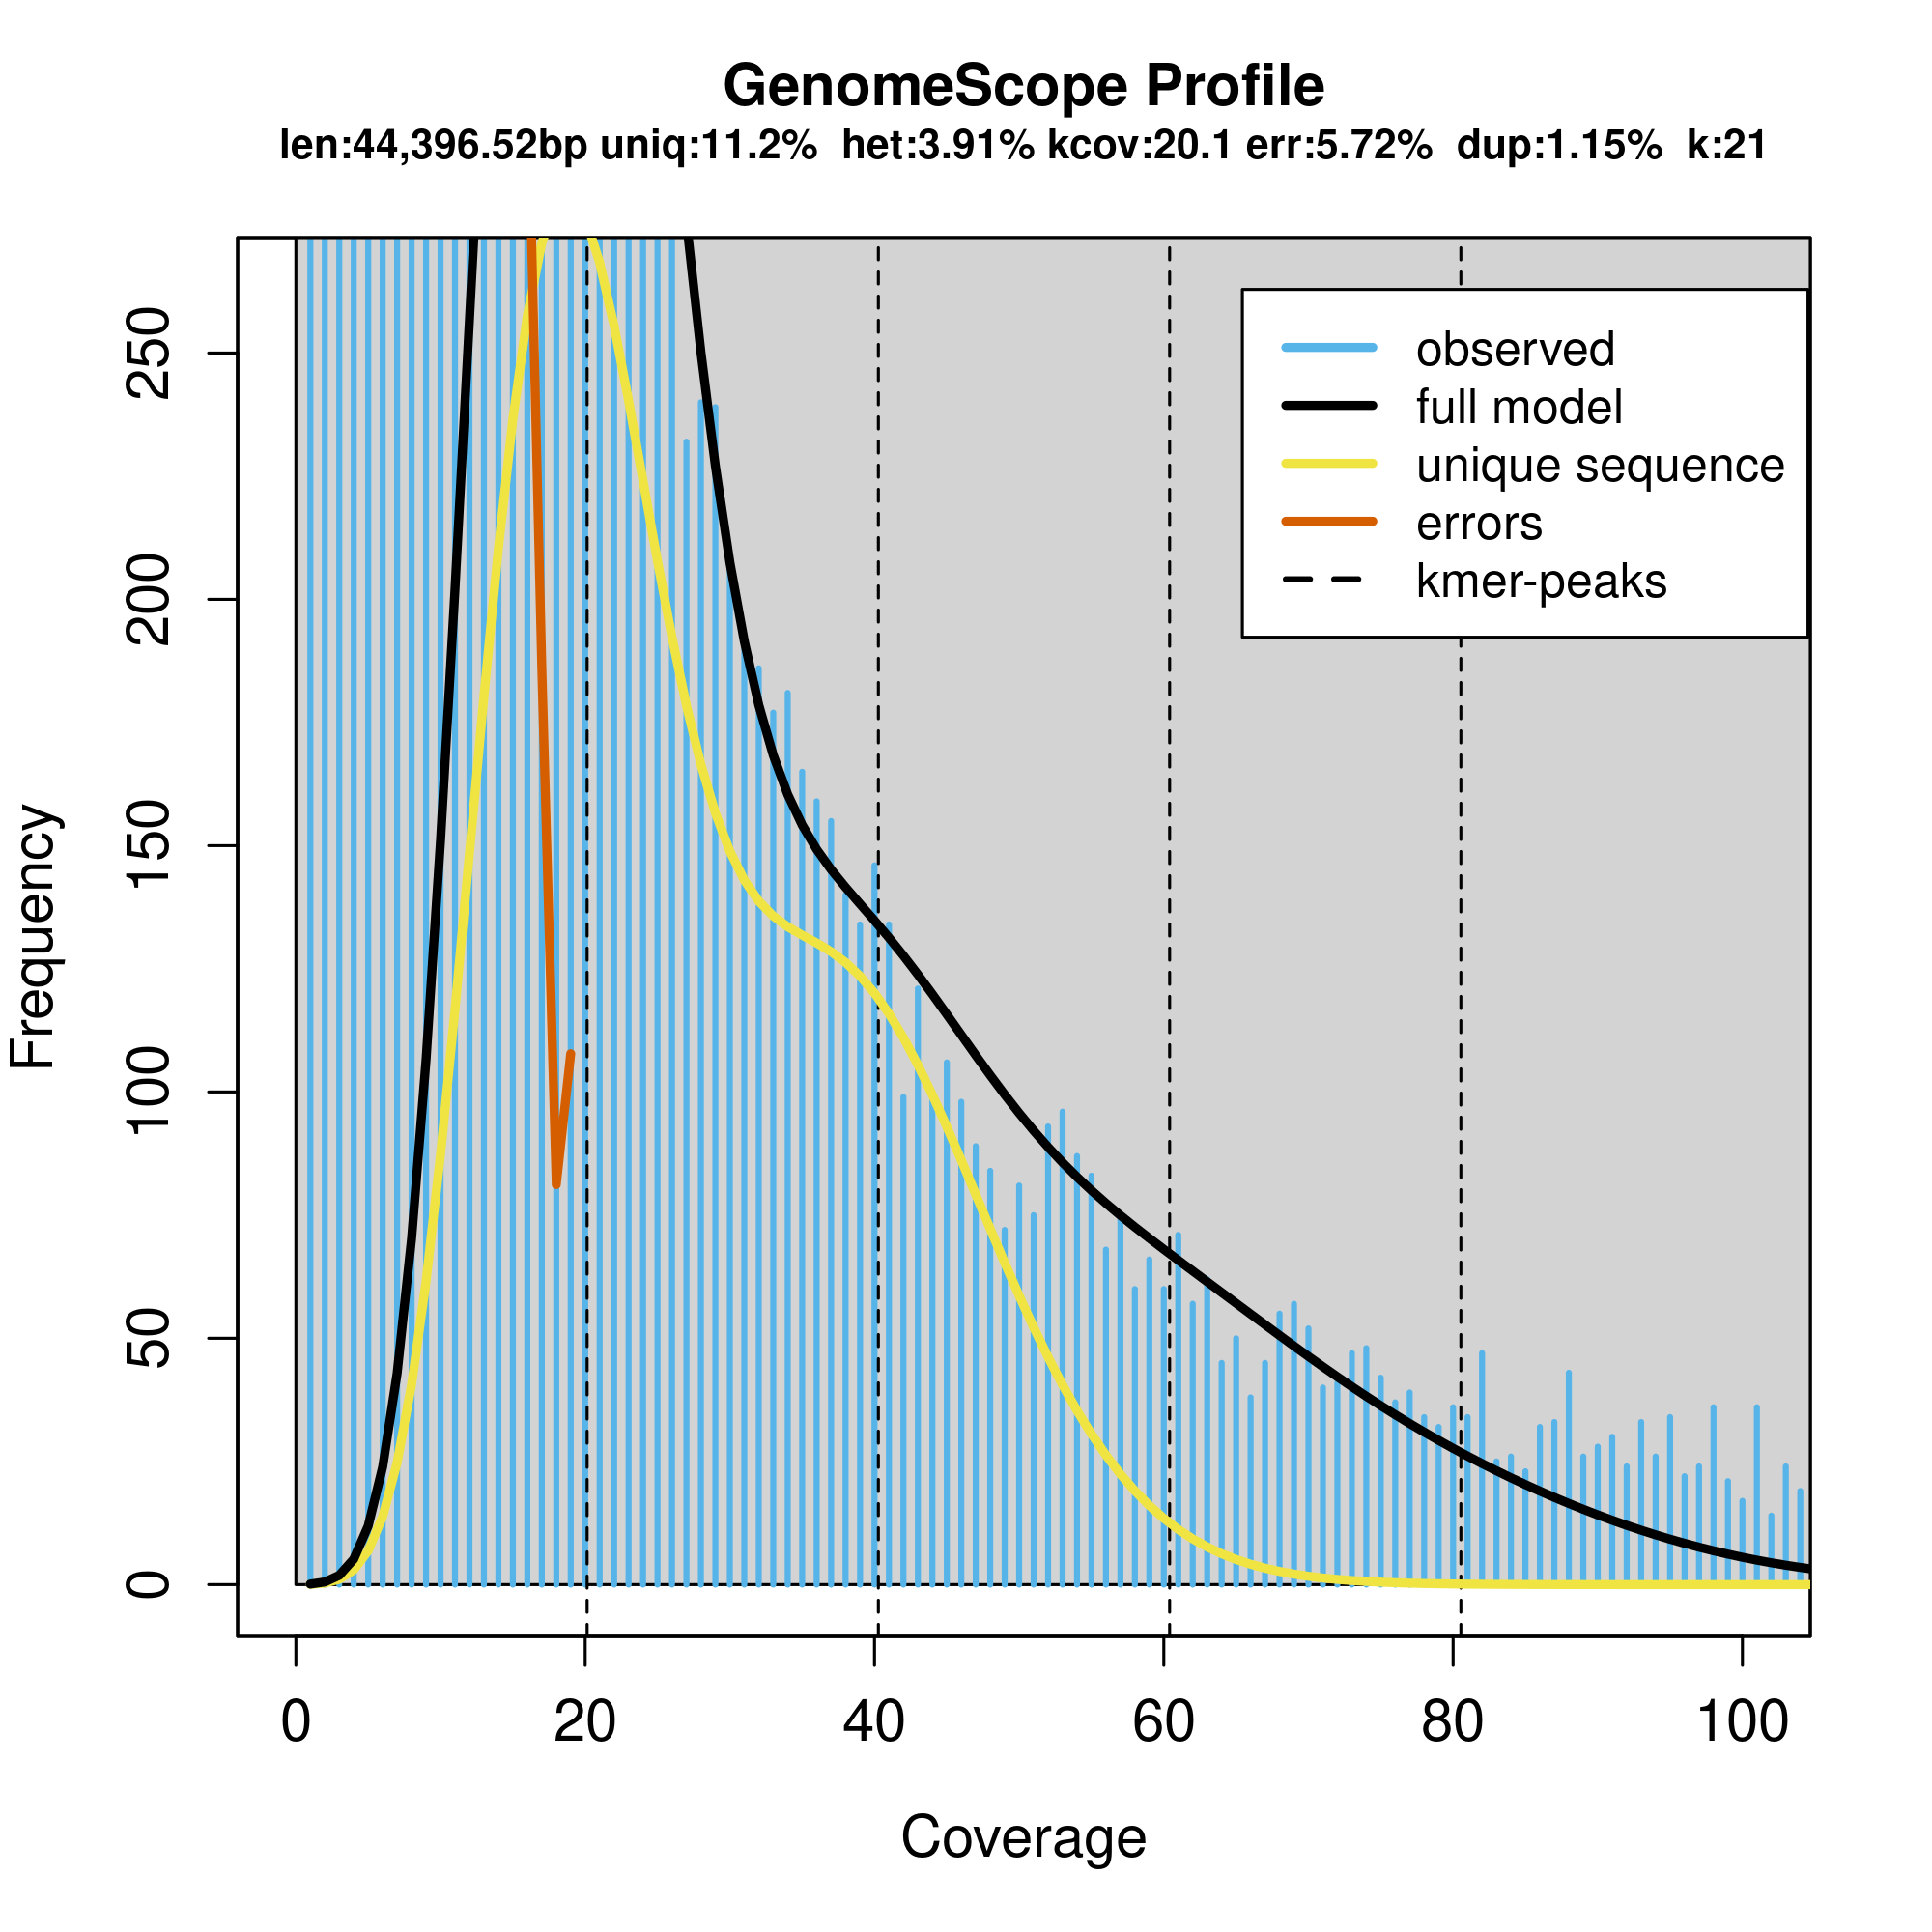 GenomeScope Profile
len:44,396.52bp uniq:11.2% het:3.91% kcov:20.1 err:5.72% dup:1.15% k:21
observed
full model
unique sequence
errors
kmer-peaks
Frequency
250
200
150
100
50
0
0 20 40 60 80 100
Coverage